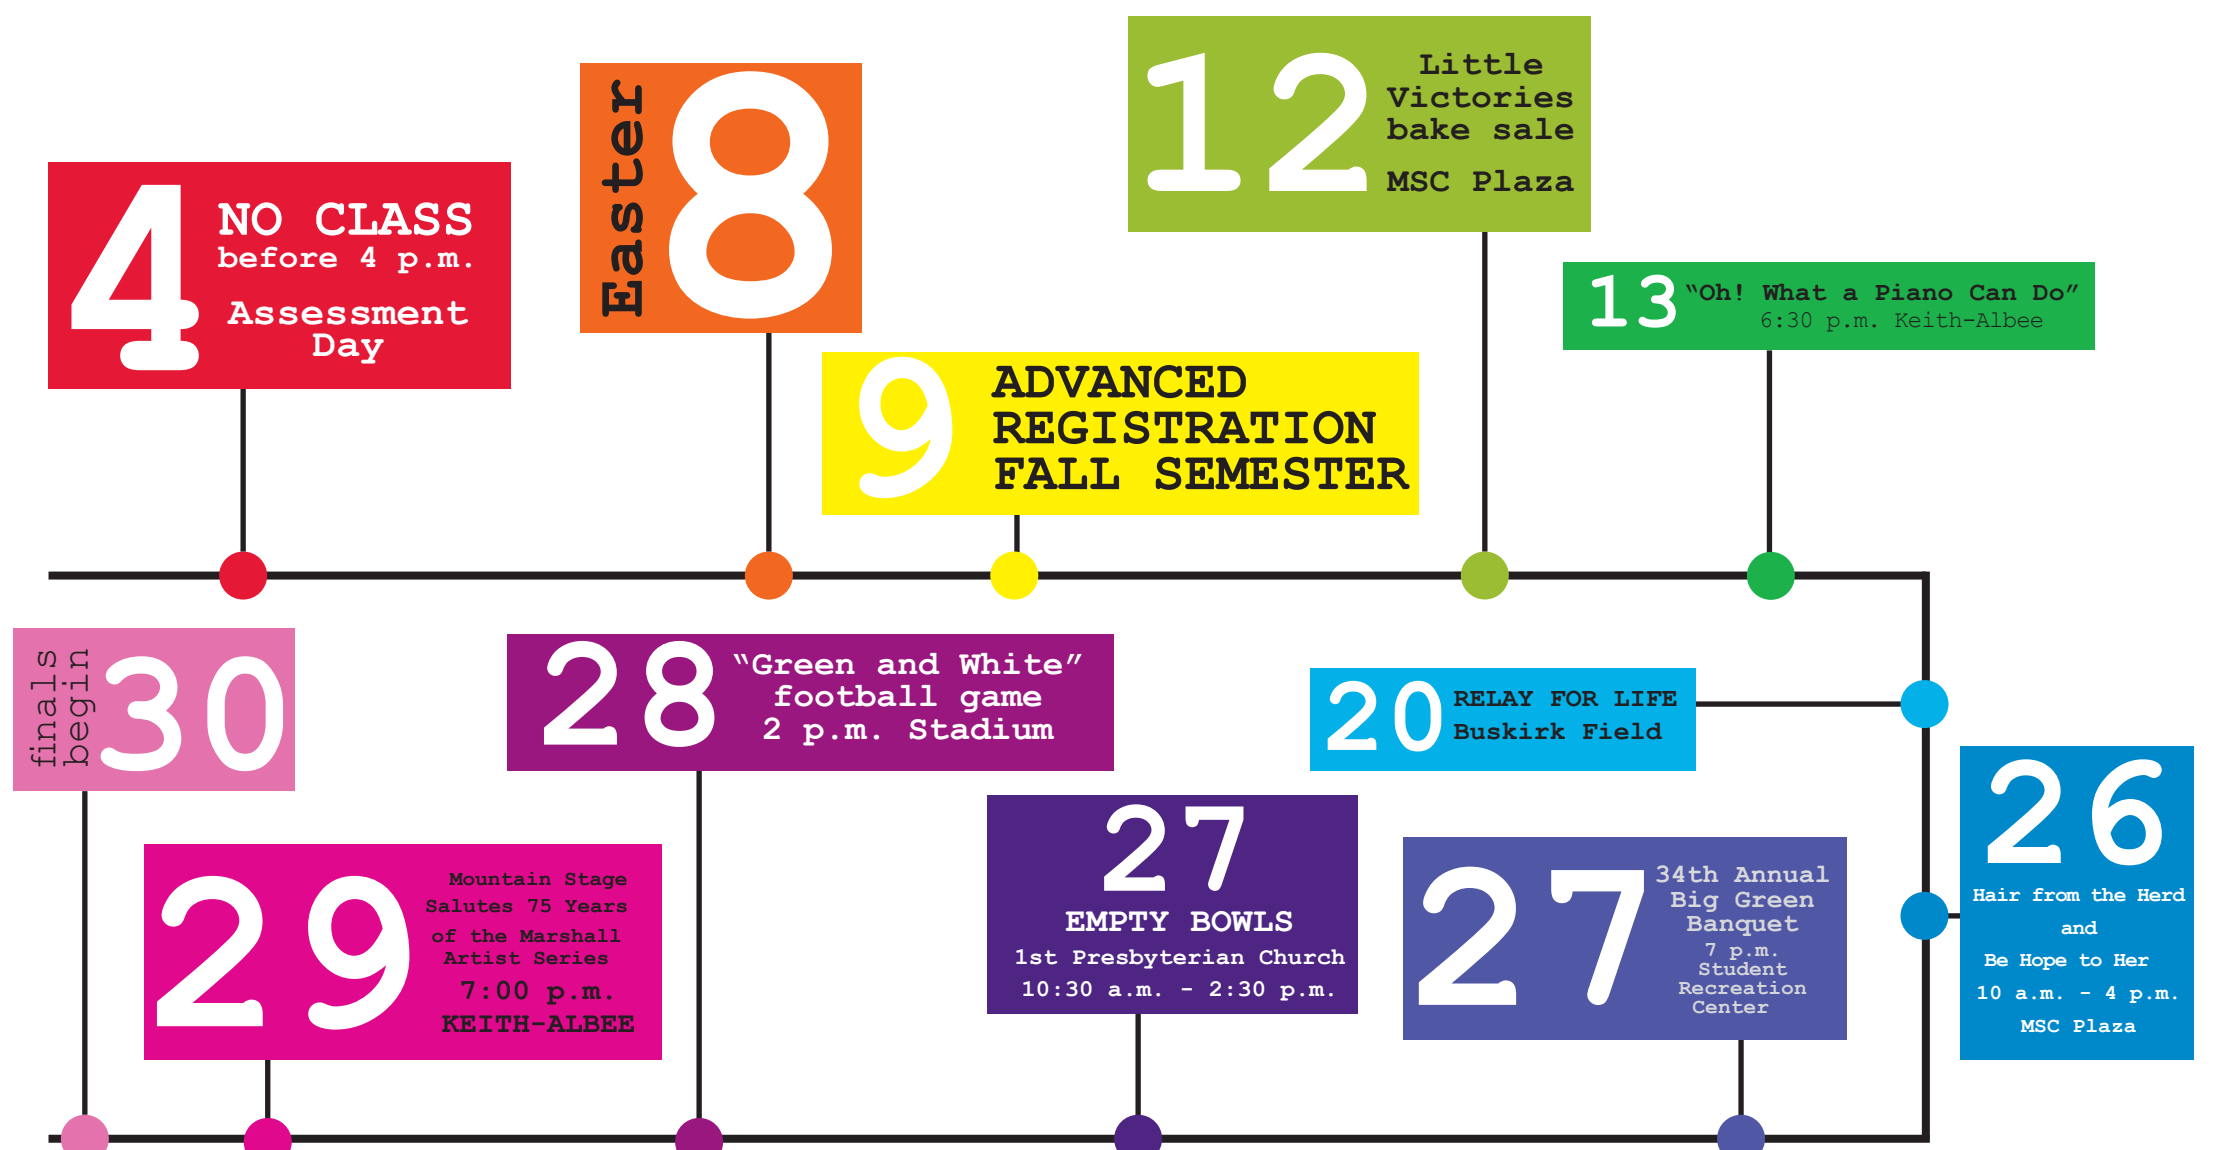 4
NO CLASS
before 4 p.m.
Assessment
Day
Easter
8
9
ADVANCED
REGISTRATION
FALL SEMESTER
12
Little
Victories
bake sale
MSC Plaza
13
“Oh! What a Piano Can Do”
6:30 p.m. Keith-Albee
20
RELAY FOR LIFE
Buskirk Field
26
Hair from the Herd
and
Be Hope to Her
10 a.m. - 4 p.m.
MSC Plaza
27
34th Annual
Big Green
Banquet
7 p.m.
Student
Recreation
Center
27
EMPTY BOWLS
1st Presbyterian Church
10:30 a.m. - 2:30 p.m.
28
“Green and White”
football game
2 p.m. Stadium
29
Mountain Stage
Salutes 75 Years
of the Marshall
Artist Series
7:00 p.m.
KEITH-ALBEE
finals
begin
30